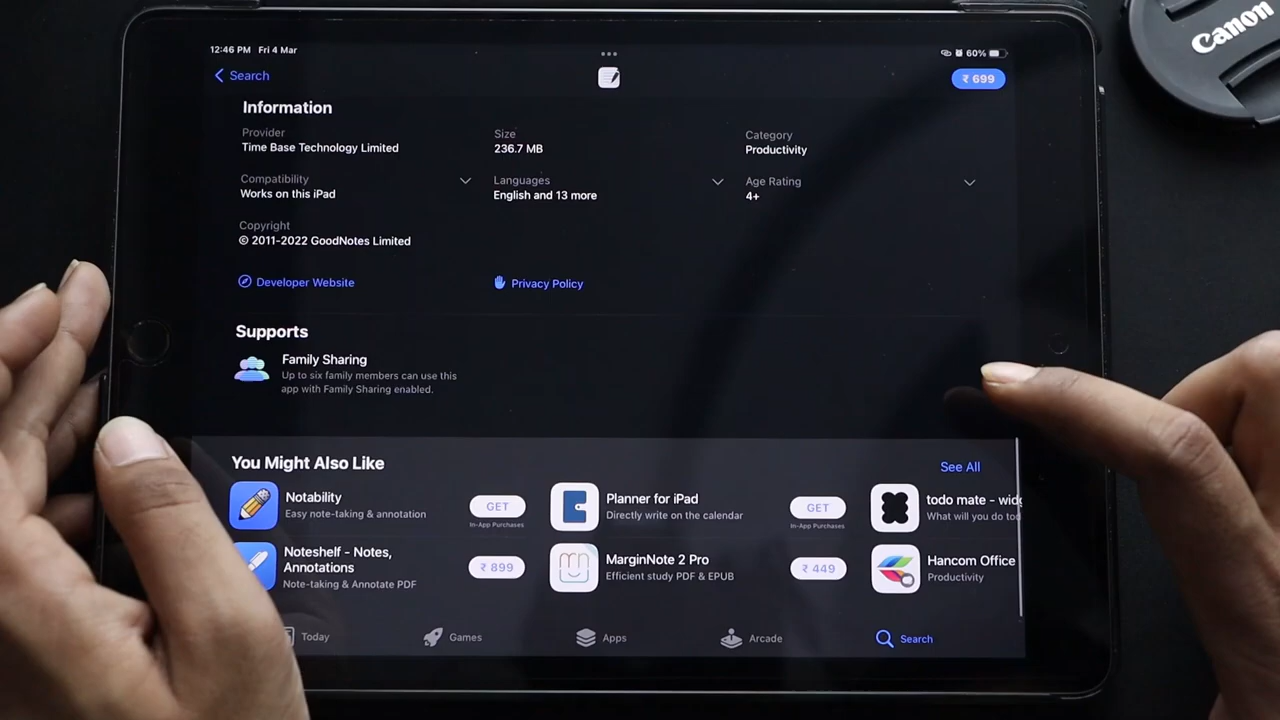 Canon
12:46 PM Fri 4 Mar
60%
Search
₹ 699
Information
Provider
Time Base Technology Limited
Size
236.7 MB
Category
Productivity
Compatibility
Works on this iPad
Languages
English and 13 more
Age Rating
4+
Copyright
© 2011-2022 GoodNotes Limited
Developer Website
Privacy Policy
Supports
Family Sharing
Up to six family members can use this
app with Family Sharing enabled.
You Might Also Like
See All
Notability
Easy note-taking & annotation
GET
In-App Purchases
Planner for iPad
Directly write on the calendar
GET
In-App Purchases
todo mate - widg
What will you do tod
Noteshelf - Notes,
Annotations
Note-taking & Annotate PDF
₹ 899
MarginNote 2 Pro
Efficient study PDF & EPUB
₹ 449
Hancom Office
Productivity
Today
Games
Apps
Arcade
Search